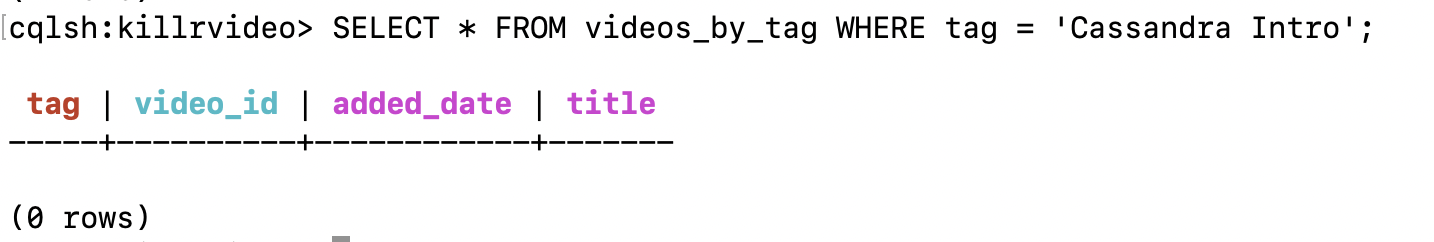 cqlsh:killrvideo> SELECT * FROM videos_by_tag WHERE tag = 'Cassandra Intro';
tag | video_id | added_date | title
-----+----------+------------+-------
(0 rows)